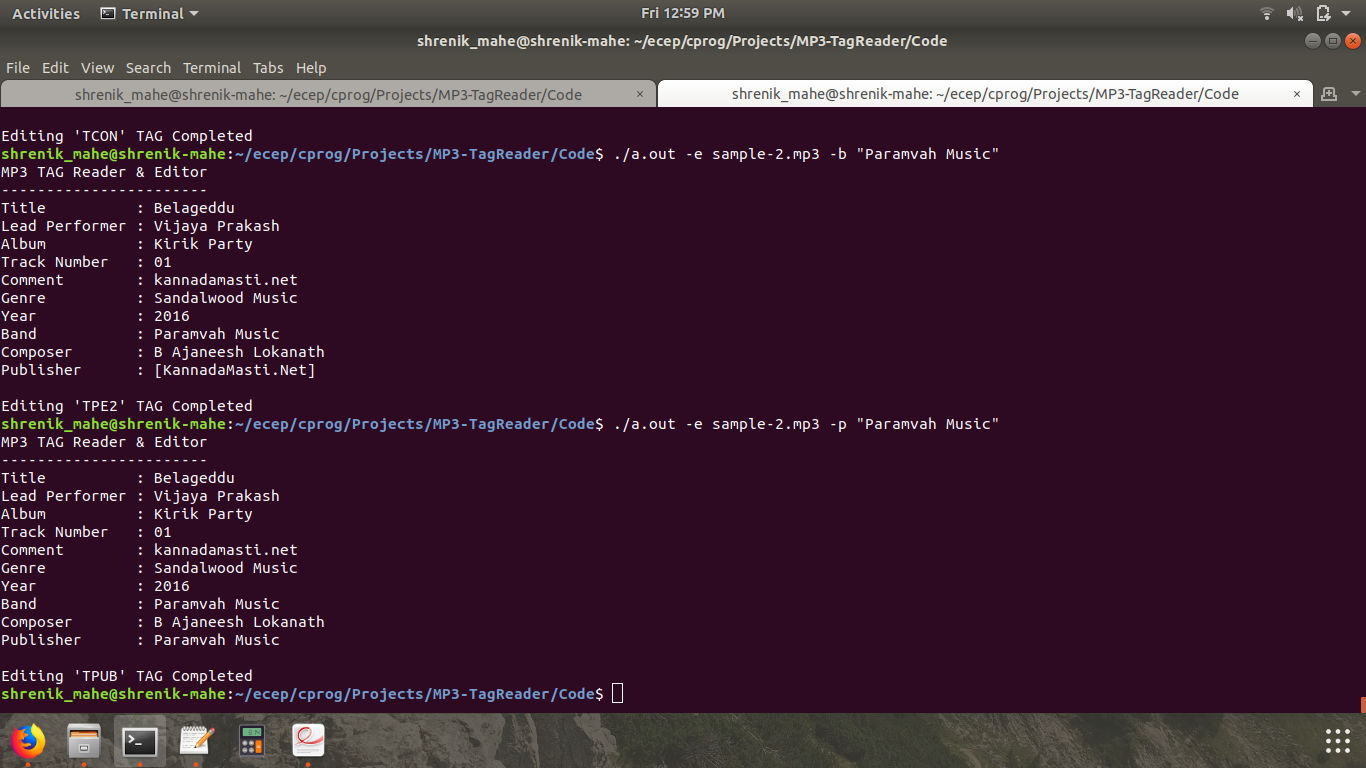 Activities Terminal Fri 12:59 PM
shrenik_mahe@shrenik-mahe: ~/ecep/cprog/Projects/MP3-TagReader/Code
File Edit View Search Terminal Tabs Help
shrenik_mahe@shrenik-mahe: ~/ecep/cprog/Projects/MP3-TagReader/Code × shrenik_mahe@shrenik-mahe: ~/ecep/cprog/Projects/MP3-TagReader/Code ×
Editing 'TCON' TAG Completed
shrenik_mahe@shrenik-mahe:~/ecep/cprog/Projects/MP3-TagReader/Code$ ./a.out -e sample-2.mp3 -b "Paramvah Music"
MP3 TAG Reader & Editor
-----------------------
Title          : Belageddu
Lead Performer : Vijaya Prakash
Album          : Kirik Party
Track Number   : 01
Comment        : kannadamasti.net
Genre          : Sandalwood Music
Year           : 2016
Band           : Paramvah Music
Composer       : B Ajaneesh Lokanath
Publisher      : [KannadaMasti.Net]
Editing 'TPE2' TAG Completed
shrenik_mahe@shrenik-mahe:~/ecep/cprog/Projects/MP3-TagReader/Code$ ./a.out -e sample-2.mp3 -p "Paramvah Music"
MP3 TAG Reader & Editor
-----------------------
Title          : Belageddu
Lead Performer : Vijaya Prakash
Album          : Kirik Party
Track Number   : 01
Comment        : kannadamasti.net
Genre          : Sandalwood Music
Year           : 2016
Band           : Paramvah Music
Composer       : B Ajaneesh Lokanath
Publisher      : Paramvah Music
Editing 'TPUB' TAG Completed
shrenik_mahe@shrenik-mahe:~/ecep/cprog/Projects/MP3-TagReader/Code$